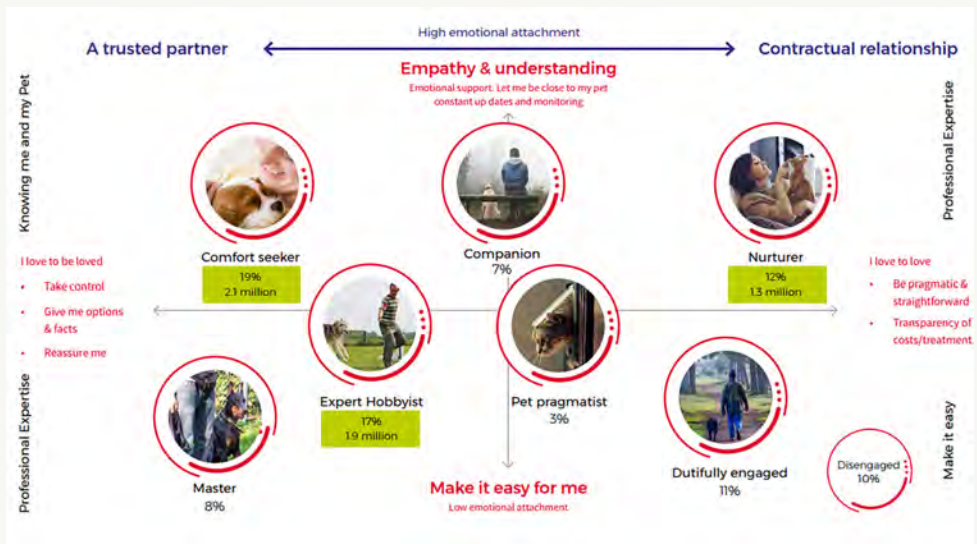 A trusted partner
High emotional attachment
Contractual relationship
Empathy & understanding
Emotional support. Let me be close to my pet
constant up dates and monitoring
Knowing me and my Pet
Professional Expertise
Comfort seeker
19%
2.1 million
Companion
7%
Nurturer
12%
1.3 million
I love to be loved
• Take control
• Give me options
& facts
• Reassure me
I love to love
• Be pragmatic &
straightforward
• Transparency of
costs/treatment
Expert Hobbyist
17%
1.9 million
Pet pragmatist
3%
Professional Expertise
Make it easy
Master
8%
Dutifully engaged
11%
Disengaged
10%
Make it easy for me
Low emotional attachment